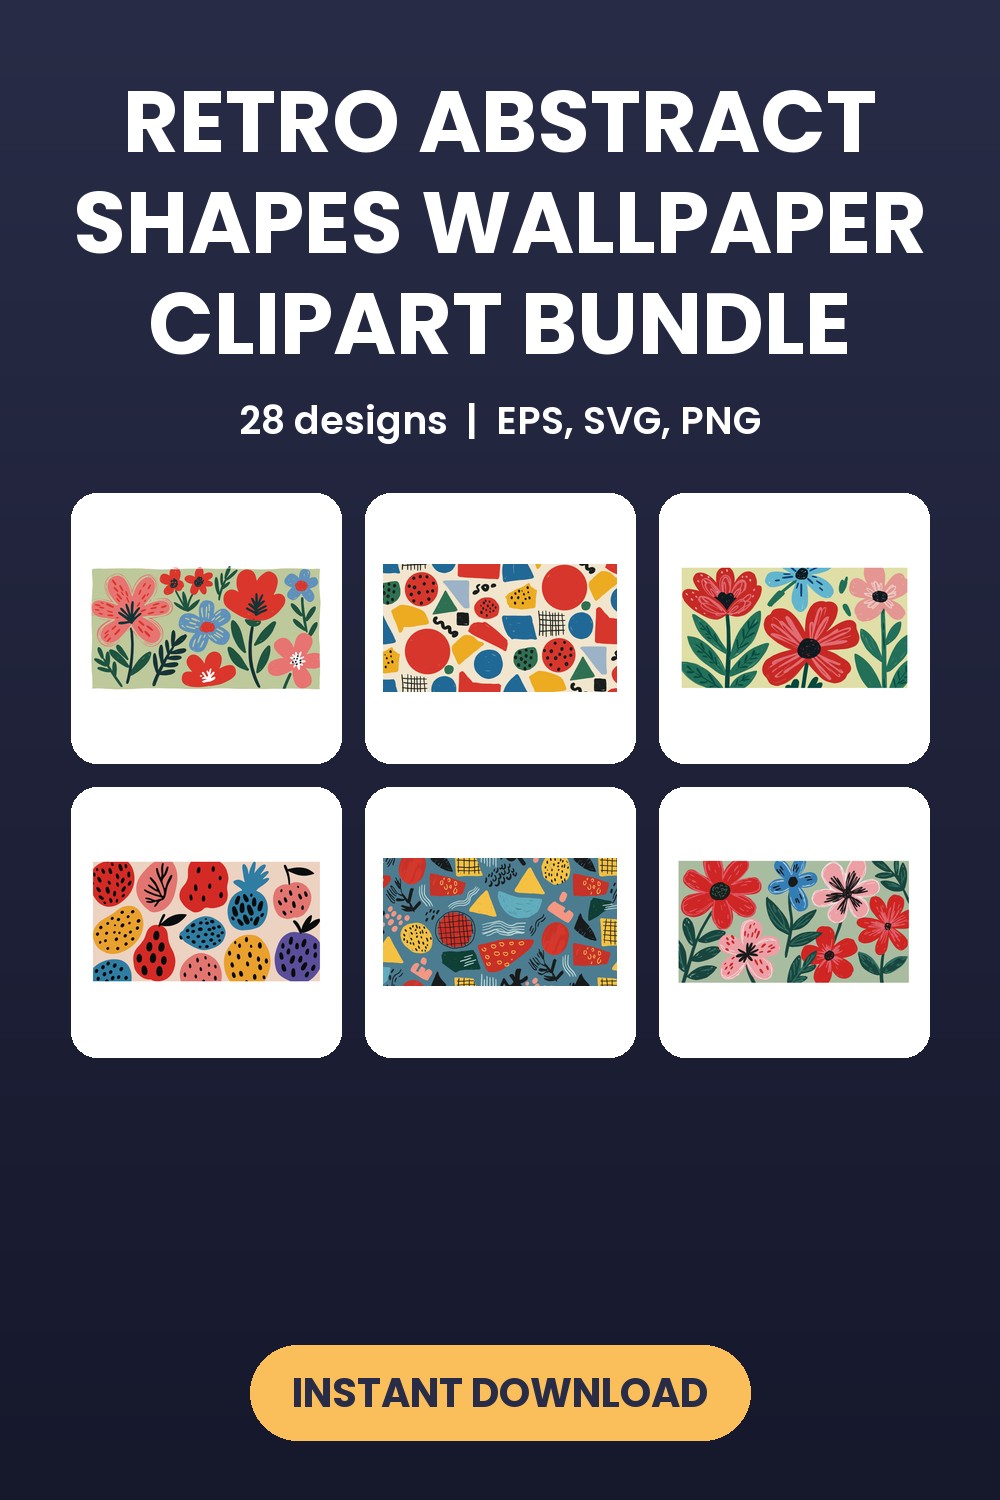 RETRO ABSTRACT
SHAPES WALLPAPER
CLIPART BUNDLE
28 designs | EPS, SVG, PNG
INSTANT DOWNLOAD